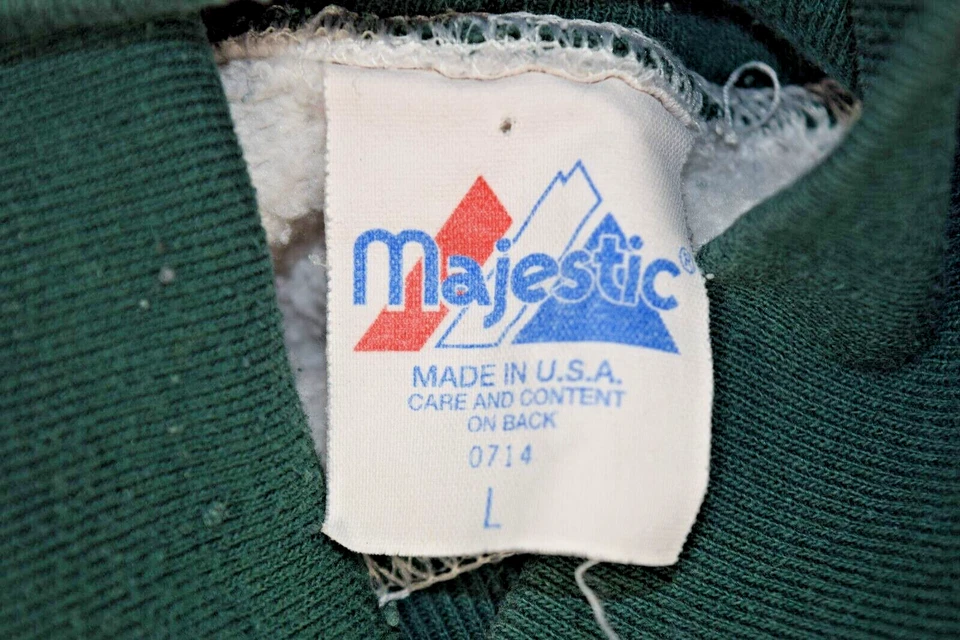 Majestic®
MADE IN U.S.A.
CARE AND CONTENT
ON BACK
0714
L